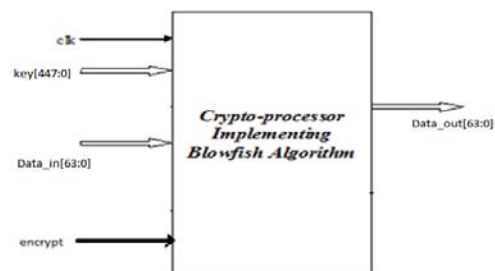 clk
key[447:0]
Crypto-processor
Implementing
Blowfish Algorithm
Data_out[63:0]
Data_in[63:0]
encrypt